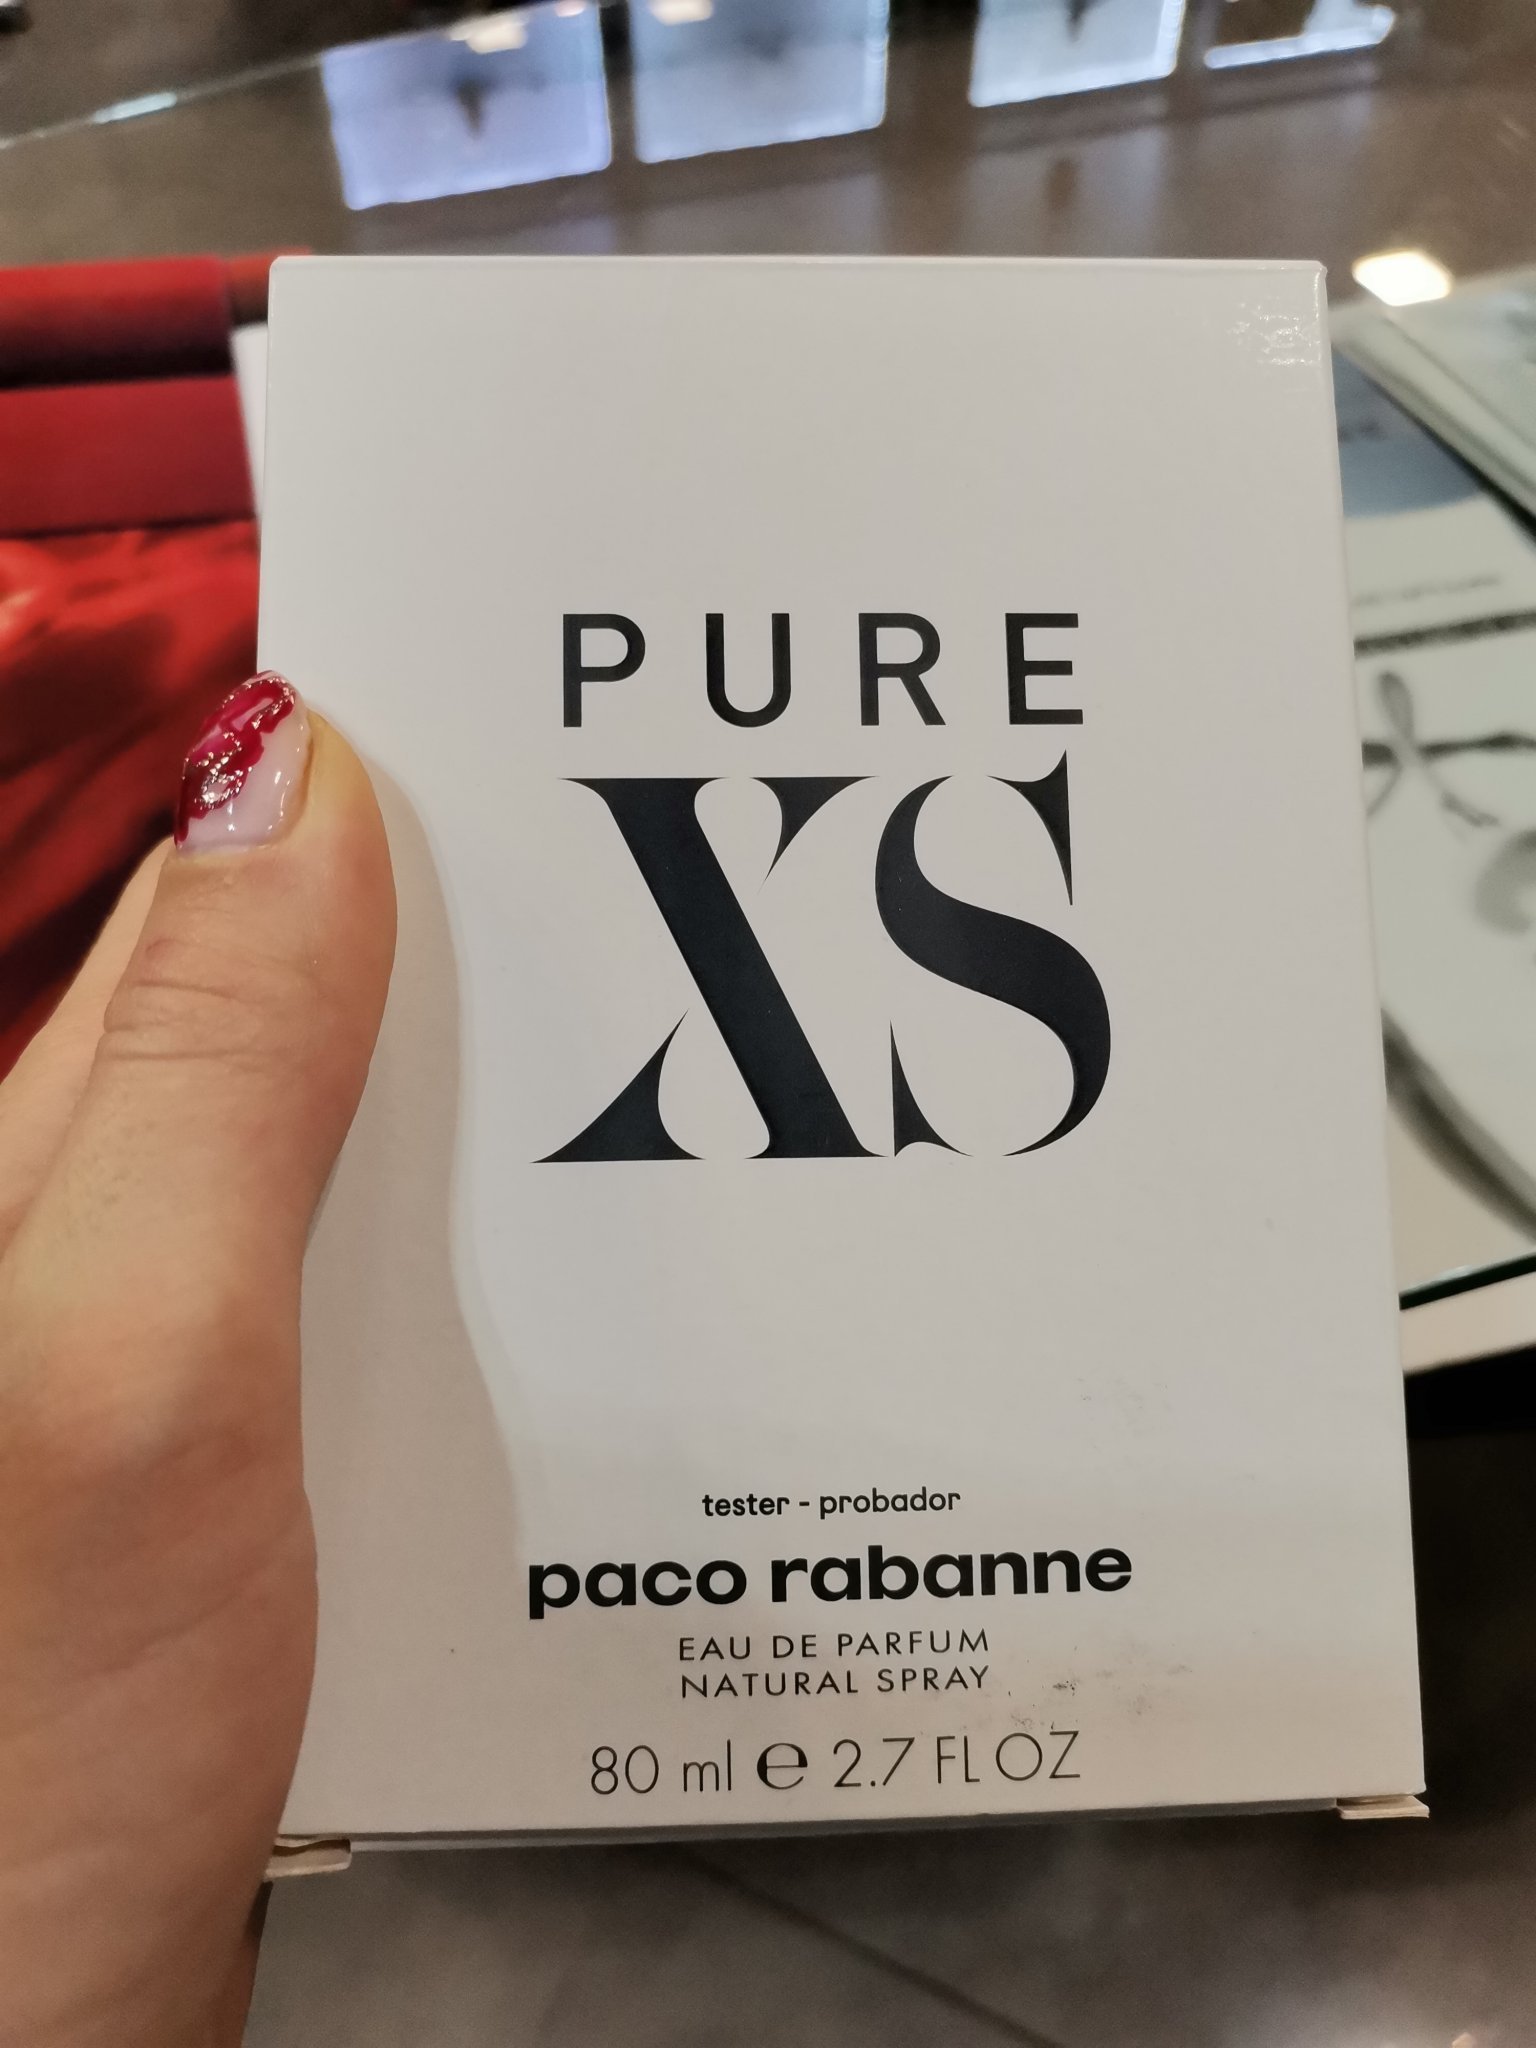 PURE
XS
tester - probador
paco rabanne
EAU DE PARFUM
NATURAL SPRAY
80 ml ℮ 2.7 FL OZ